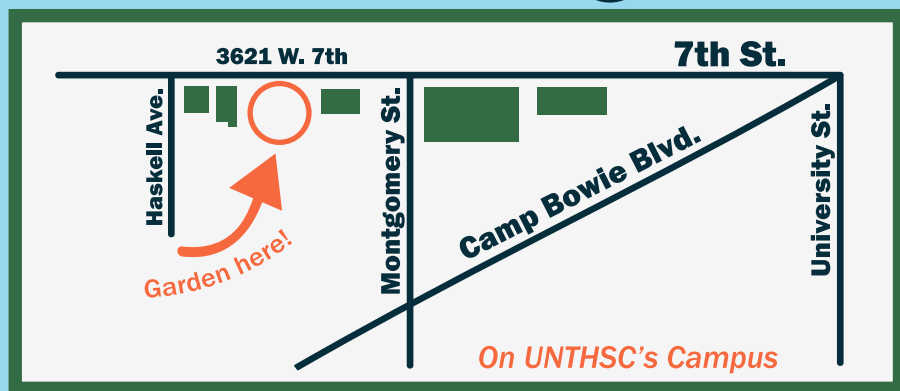 3621 W. 7th
7th St.
Haskell Ave.
Montgomery St.
Camp Bowie Blvd.
University St.
Garden here!
On UNTHSC's Campus